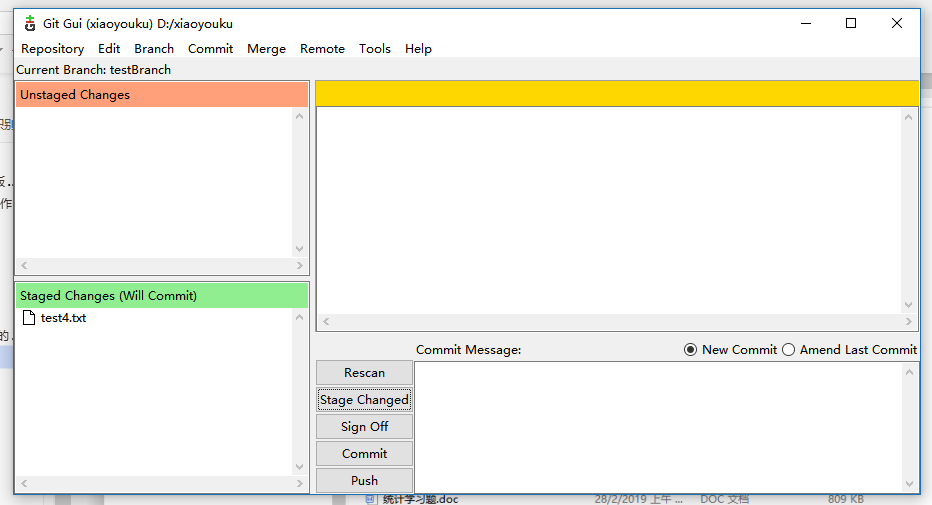 Git Gui (xiaoyouku) D:/xiaoyouku
Repository Edit Branch Commit Merge Remote Tools Help
Current Branch: testBranch
Unstaged Changes
Staged Changes (Will Commit)
test4.txt
Commit Message:
New Commit
Amend Last Commit
Rescan
Stage Changed
Sign Off
Commit
Push
作
的...
统计学习题.doc 28/2/2019 上午 ... DOC 文档 809 KB